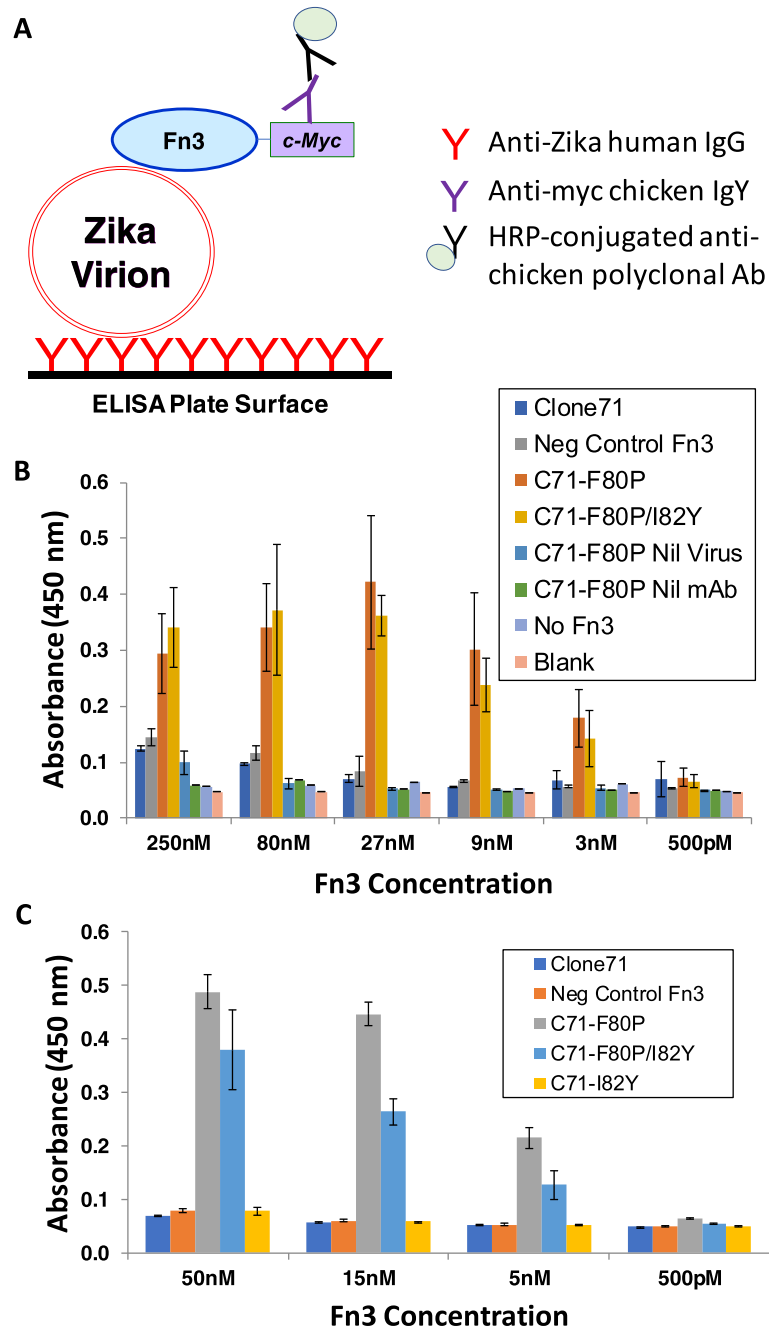 A
Fn3
c-Myc
Zika
Virion
ELISA Plate Surface
Anti-Zika human IgG
Anti-myc chicken IgY
HRP-conjugated anti-
chicken polyclonal Ab
B
Absorbance (450 nm)
0.6
0.5
0.4
0.3
0.2
0.1
0.0
Clone71
Neg Control Fn3
C71-F80P
C71-F80P/I82Y
C71-F80P Nil Virus
C71-F80P Nil mAb
No Fn3
Blank
250nM 80nM 27nM 9nM 3nM 500pM
Fn3 Concentration
C
Absorbance (450 nm)
0.6
0.5
0.4
0.3
0.2
0.1
0.0
Clone71
Neg Control Fn3
C71-F80P
C71-F80P/I82Y
C71-I82Y
50nM 15nM 5nM 500pM
Fn3 Concentration